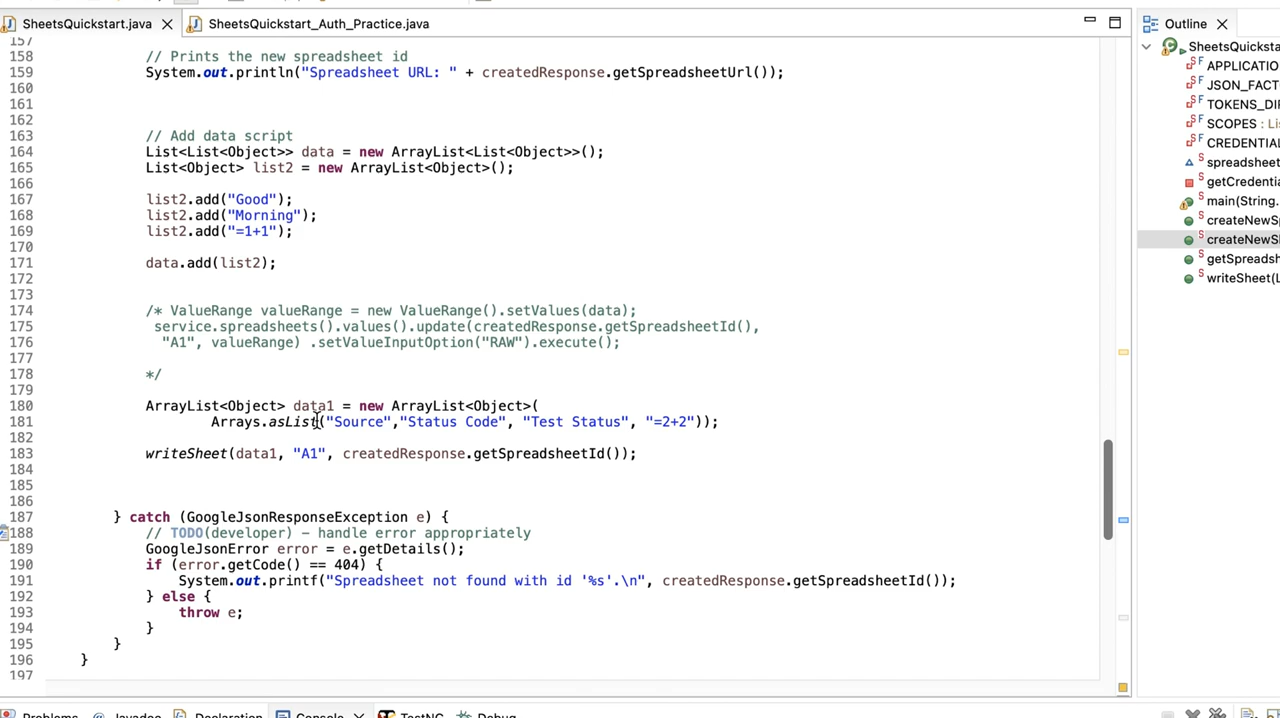 SheetsQuickstart.java
SheetsQuickstart_Auth_Practice.java
Outline
157
158 // Prints the new spreadsheet id
159 System.out.println("Spreadsheet URL: " + createdResponse.getSpreadsheetUrl());
160
161
162
163 // Add data script
164 List<List<Object>> data = new ArrayList<List<Object>>();
165 List<Object> list2 = new ArrayList<Object>();
166
167 list2.add("Good");
168 list2.add("Morning");
169 list2.add("=1+1");
170
171 data.add(list2);
172
173
174 /* ValueRange valueRange = new ValueRange().setValues(data);
175 service.spreadsheets().values().update(createdResponse.getSpreadsheetId(),
176 "A1", valueRange) .setValueInputOption("RAW").execute();
177
178 */
179
180 ArrayList<Object> data1 = new ArrayList<Object>(
181 Arrays.asList("Source","Status Code", "Test Status", "=2+2"));
182
183 writeSheet(data1, "A1", createdResponse.getSpreadsheetId());
184
185
186
187 } catch (GoogleJsonResponseException e) {
188 // TODO(developer) - handle error appropriately
189 GoogleJsonError error = e.getDetails();
190 if (error.getCode() == 404) {
191 System.out.printf("Spreadsheet not found with id '%s'.\n", createdResponse.getSpreadsheetId());
192 } else {
193 throw e;
194 }
195 }
196 }
197
SheetsQuicksta
APPLICATIO
JSON_FACT
TOKENS_DI
SCOPES : Lis
CREDENTIA
spreadsheet
getCredentia
main(String.
createNewSp
createNewSh
getSpreadsh
writeSheet(L
Problems
Javadoc
Declaration
Console
TestNG
Debug